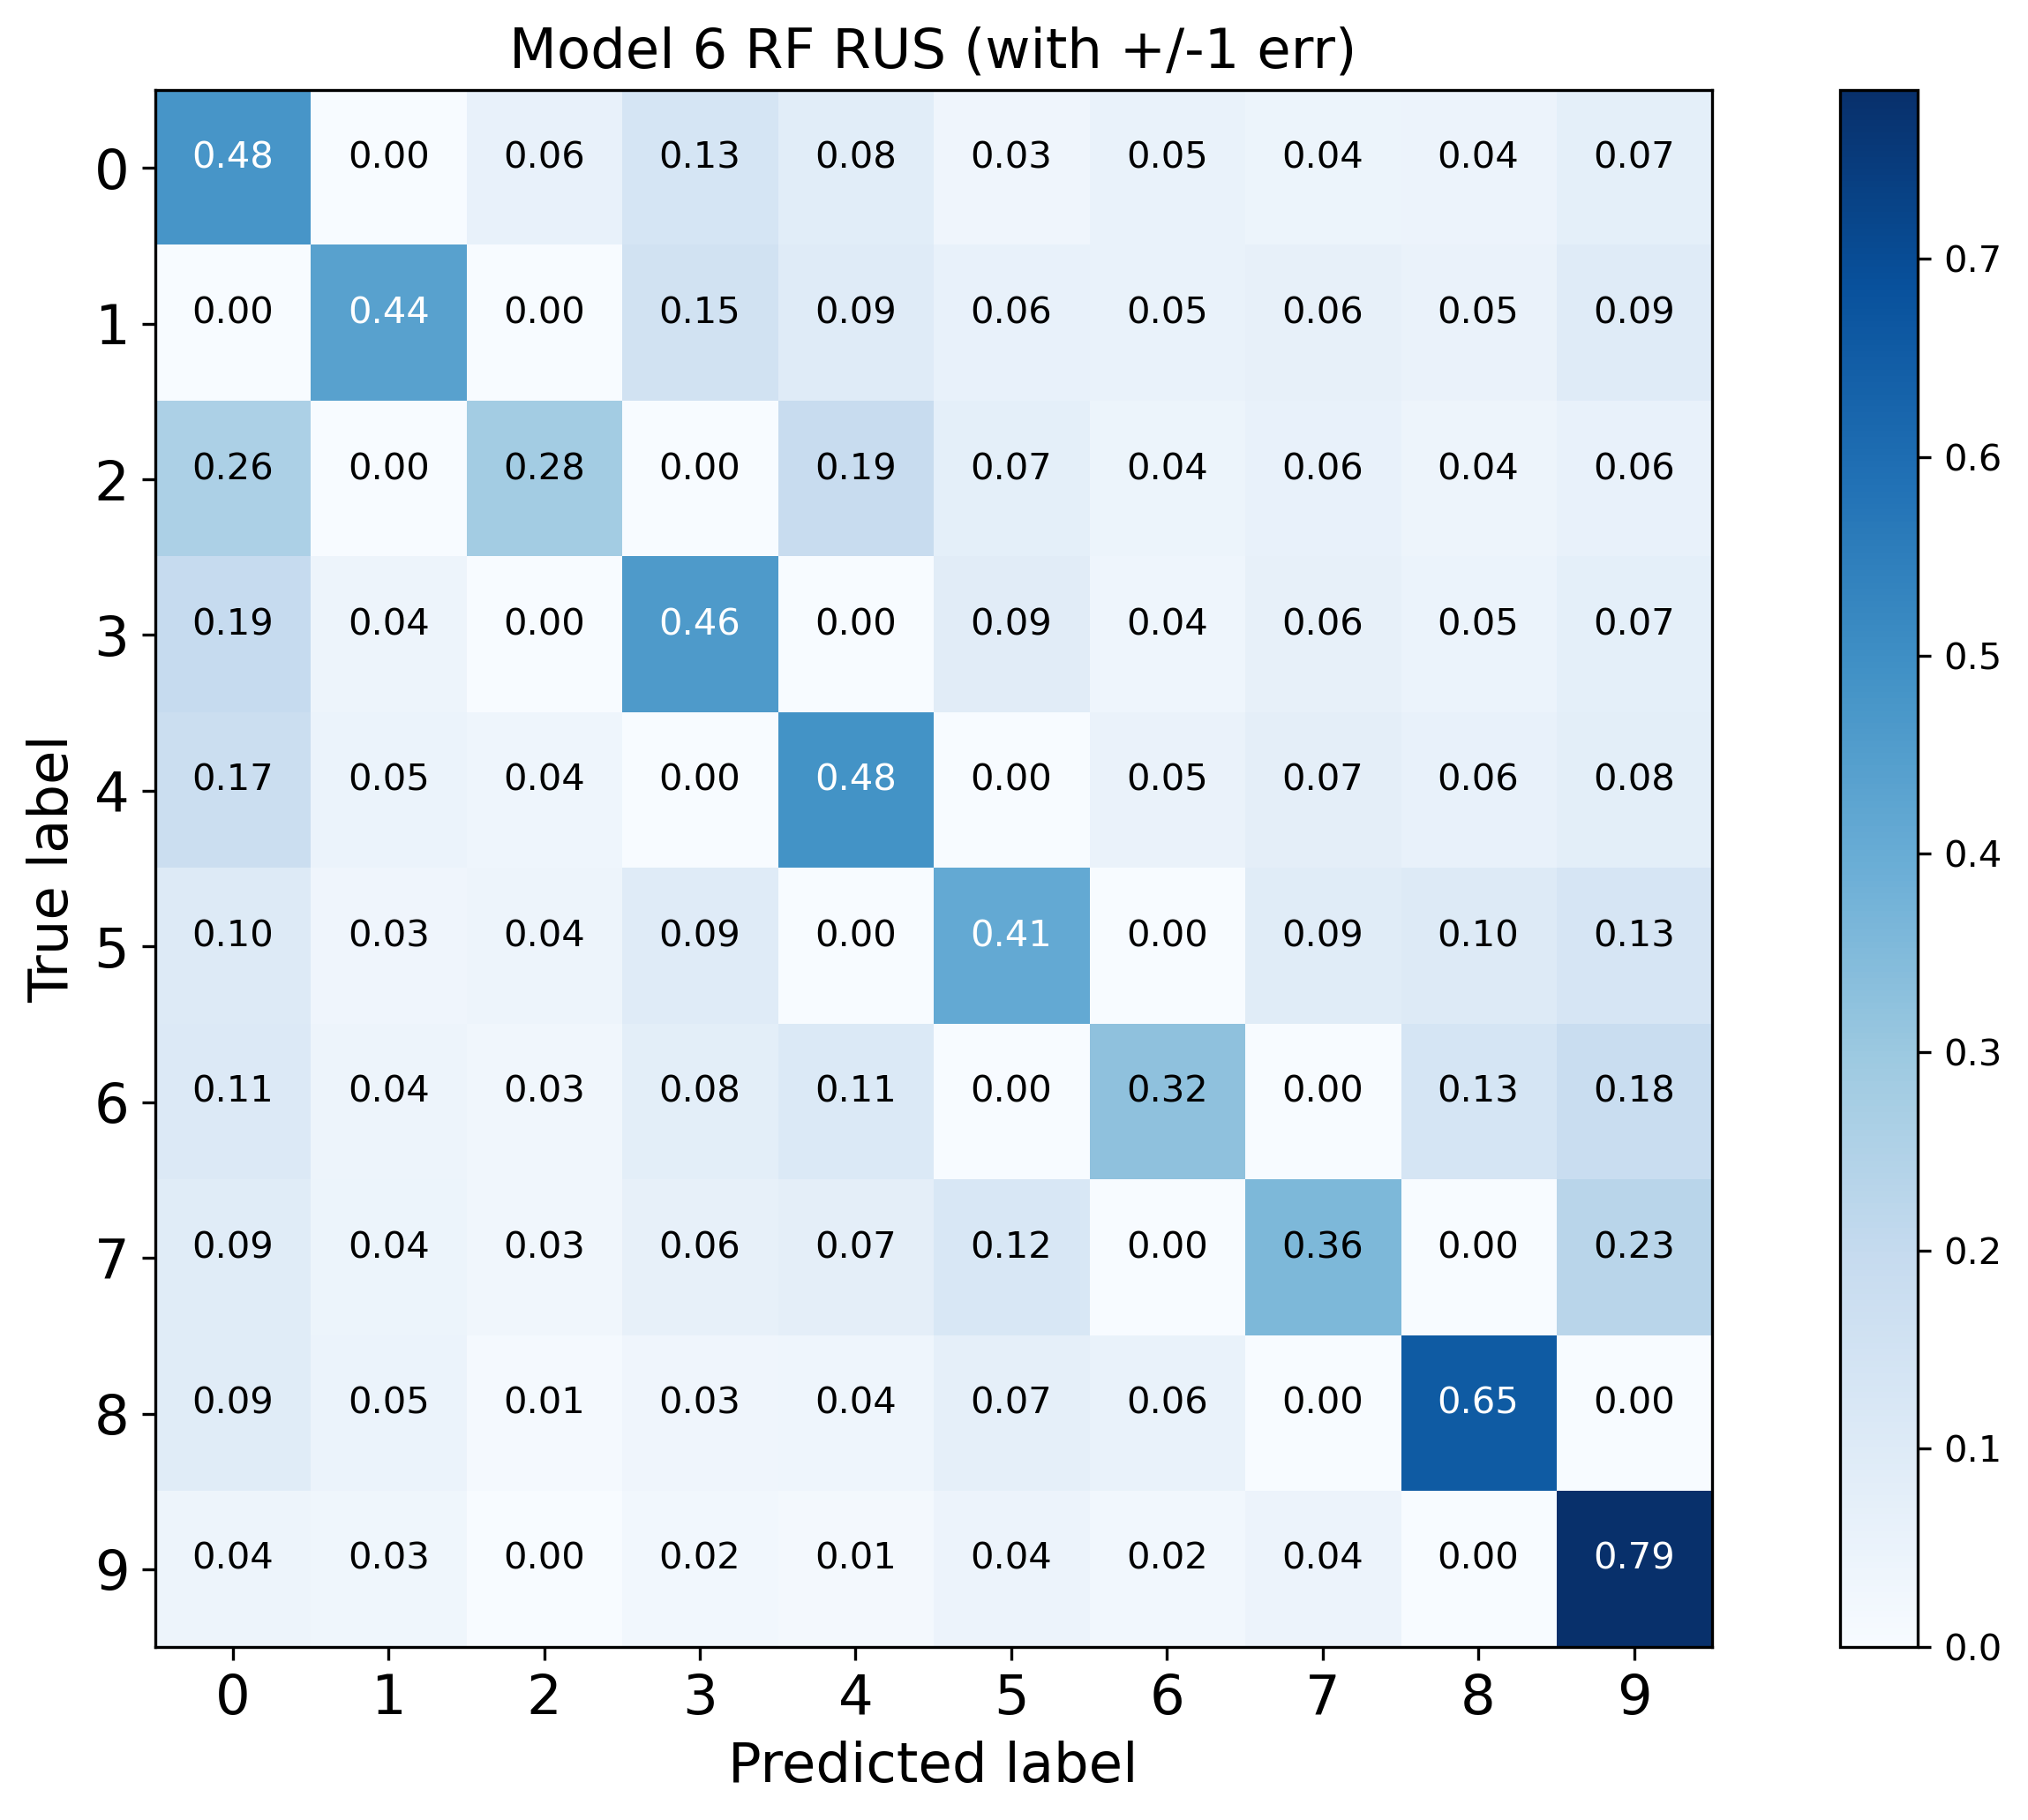 Model 6 RF RUS (with +/-1 err)
0 0.48 0.00 0.06 0.13 0.08 0.03 0.05 0.04 0.04 0.07
1 0.00 0.44 0.00 0.15 0.09 0.06 0.05 0.06 0.05 0.09
2 0.26 0.00 0.28 0.00 0.19 0.07 0.04 0.06 0.04 0.06
3 0.19 0.04 0.00 0.46 0.00 0.09 0.04 0.06 0.05 0.07
4 0.17 0.05 0.04 0.00 0.48 0.00 0.05 0.07 0.06 0.08
5 0.10 0.03 0.04 0.09 0.00 0.41 0.00 0.09 0.10 0.13
6 0.11 0.04 0.03 0.08 0.11 0.00 0.32 0.00 0.13 0.18
7 0.09 0.04 0.03 0.06 0.07 0.12 0.00 0.36 0.00 0.23
8 0.09 0.05 0.01 0.03 0.04 0.07 0.06 0.00 0.65 0.00
9 0.04 0.03 0.00 0.02 0.01 0.04 0.02 0.04 0.00 0.79
0 1 2 3 4 5 6 7 8 9
Predicted label
True label
0.7
0.6
0.5
0.4
0.3
0.2
0.1
0.0